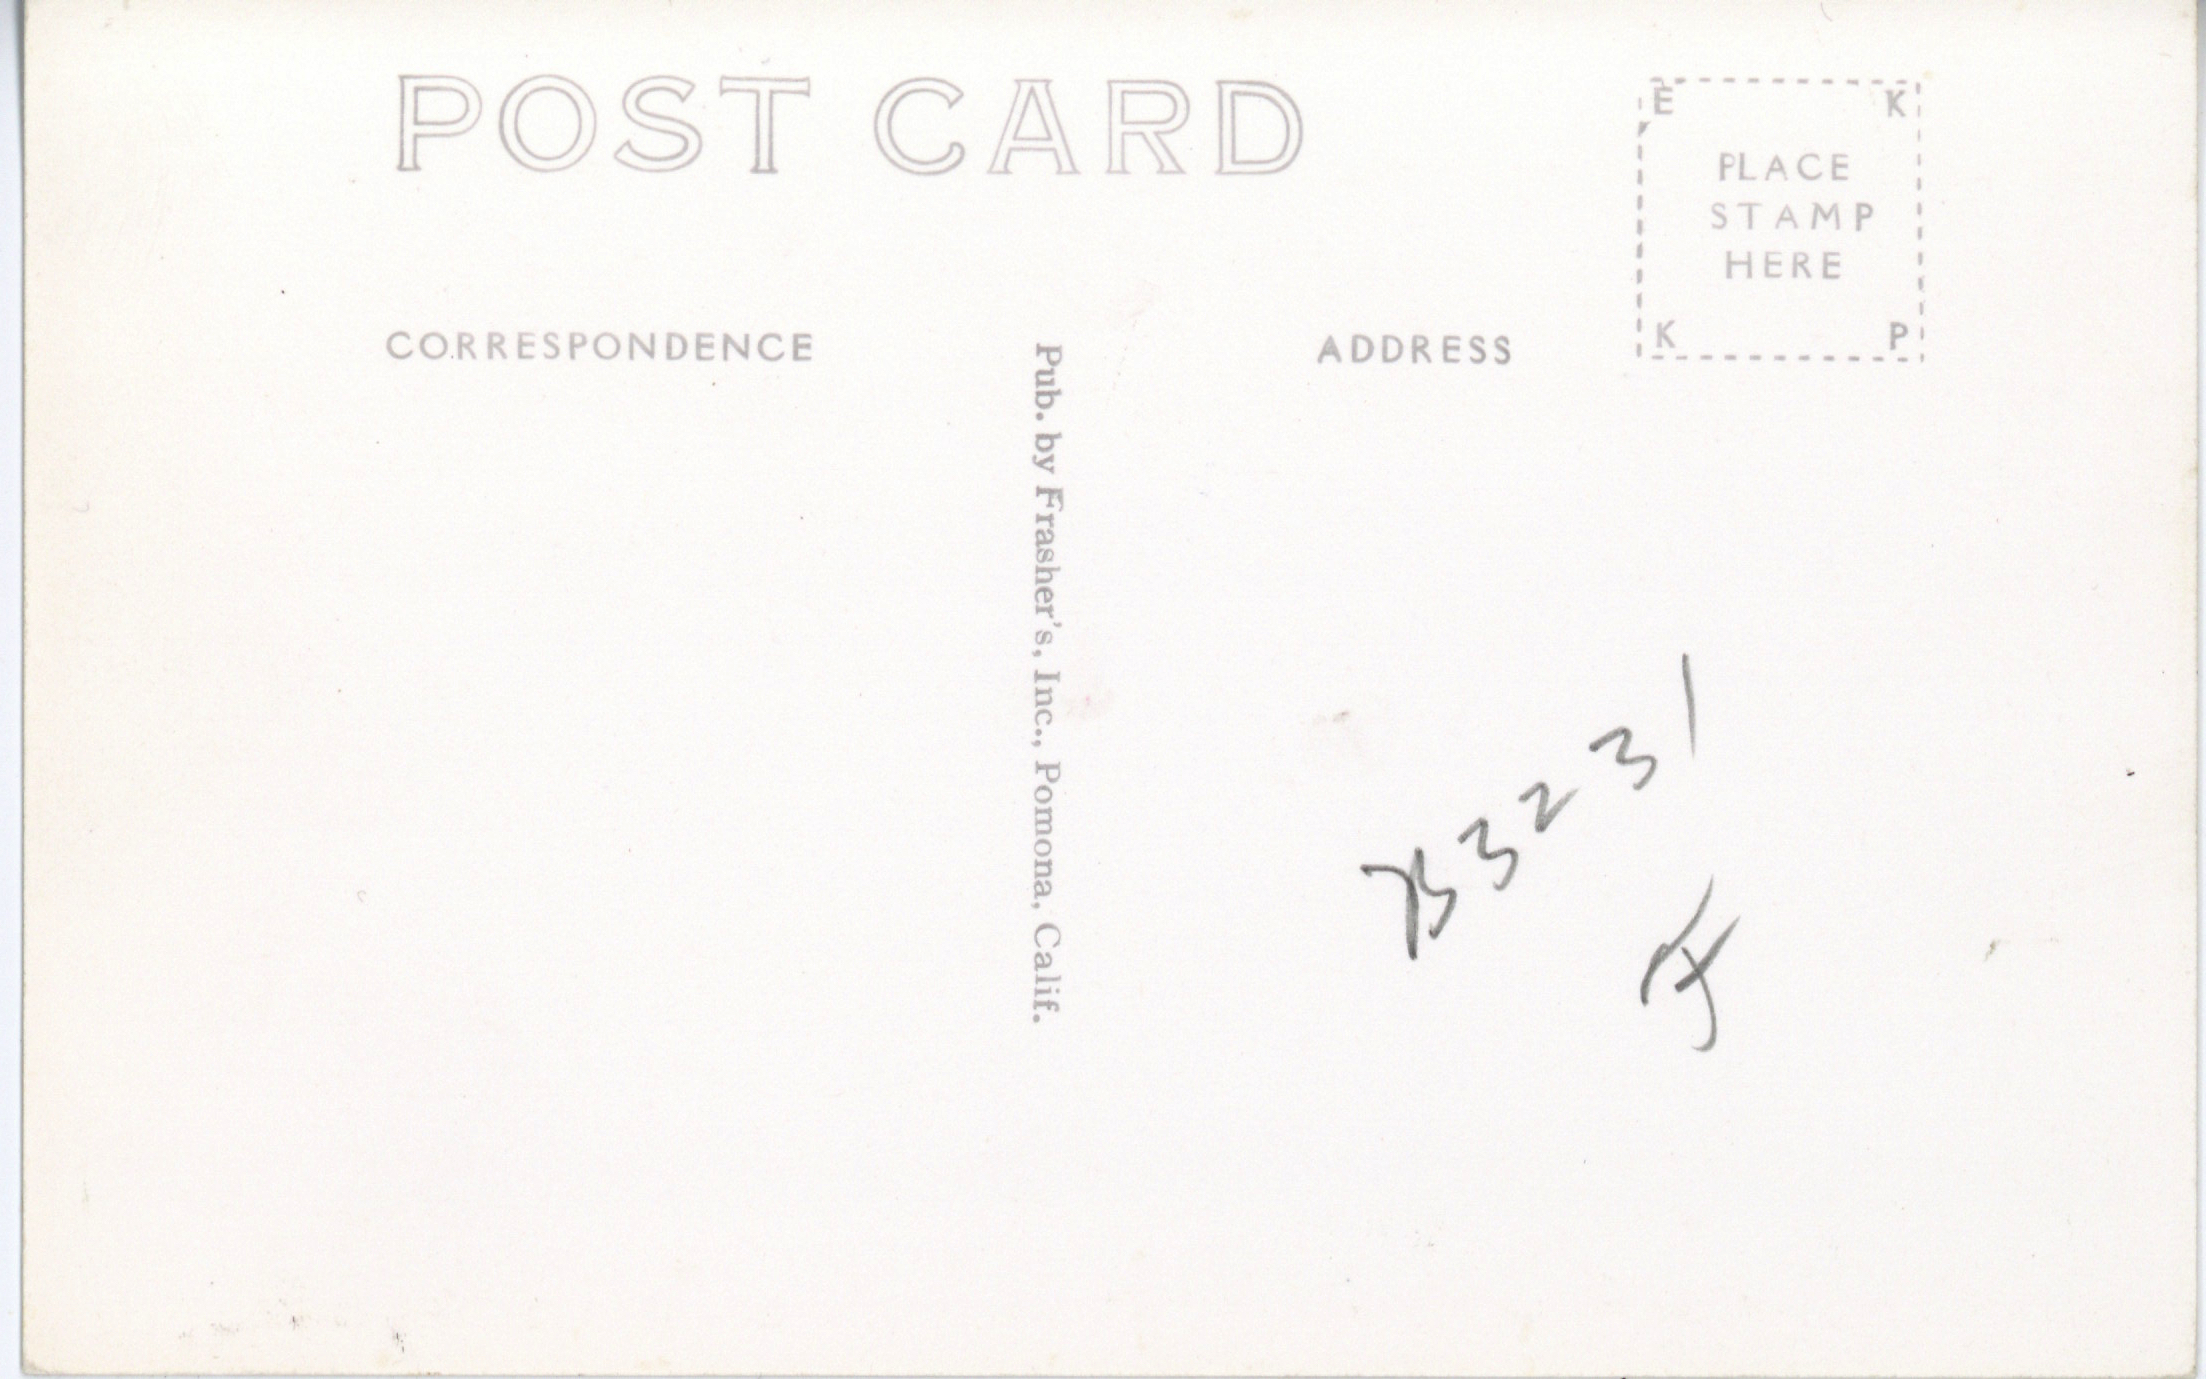 POST CARD
E K
PLACE
STAMP
HERE
K P
CORRESPONDENCE
ADDRESS
Pub. by Frasher's, Inc., Pomona, Calif.
B3231
F